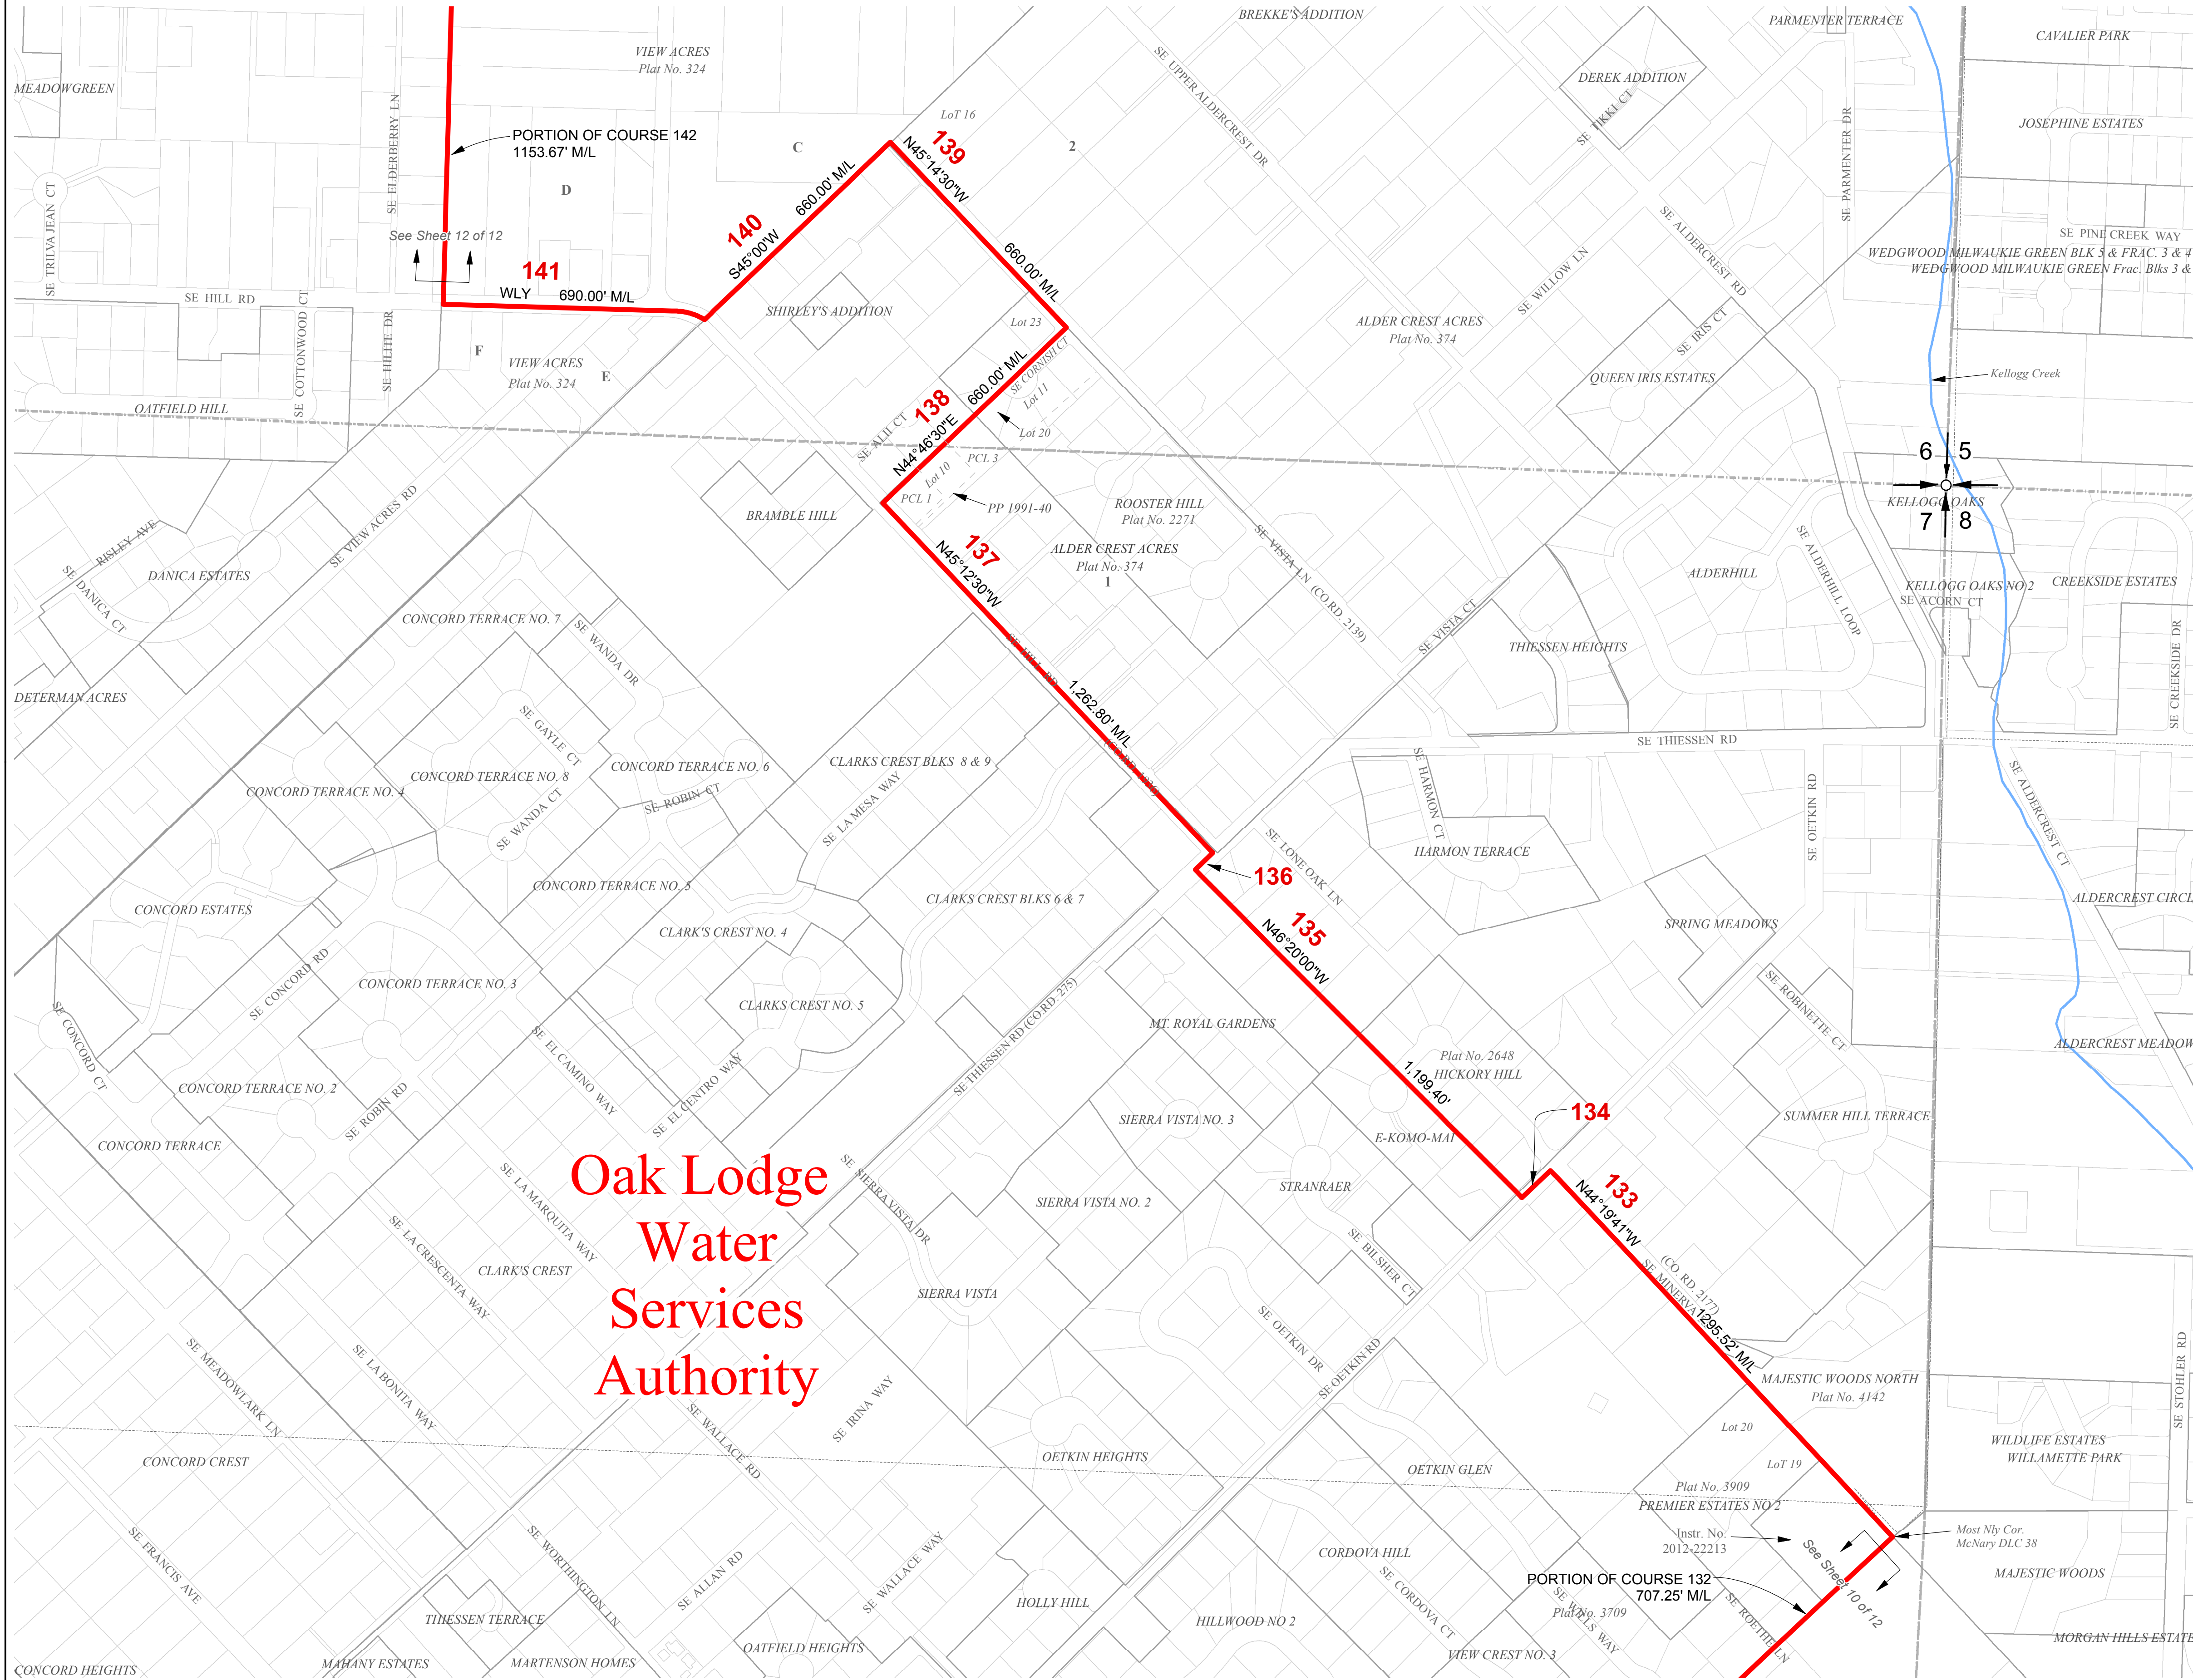 BREKKE'S ADDITION
PARMENTER TERRACE
CAVALIER PARK
VIEW ACRES
Plat No. 324
MEADOWGREEN
SE UPPER ALDERCREST DR
DEREK ADDITION
SE TIKKI CT
SE PARMENTER DR
JOSEPHINE ESTATES
SE ELDERBERRY LN
PORTION OF COURSE 142
1153.67' M/L
LoT 16
C
2
D
139
N45°14'30"W
660.00' M/L
140
S45°00'W
660.00' M/L
SE TRILVA JEAN CT
See Sheet 12 of 12
141
WLY 690.00' M/L
SE HILL RD
SE COTTONWOOD CT
SE HILITE DR
SHIRLEY'S ADDITION
Lot 23
SE WILLOW LN
SE ALDERCREST RD
SE PINE CREEK WAY
WEDGWOOD MILWAUKIE GREEN BLK 5 & FRAC. 3 & 4
WEDGWOOD MILWAUKIE GREEN Frac. Blks 3 &
ALDER CREST ACRES
Plat No. 374
SE IRIS CT
QUEEN IRIS ESTATES
Kellogg Creek
F
VIEW ACRES
Plat No. 324
E
OATFIELD HILL
SE CORNISH CT
Lot 11
Lot 20
138
N44°46'30"E
660.00' M/L
SE ALII CT
PCL 3
Lot 10
PCL 1
PP 1991-40
6 5
KELLOGG OAKS
7 8
BRAMBLE HILL
ROOSTER HILL
Plat No. 2271
SE VISTA LN (CO.RD. 2139)
SE VIEW ACRES RD
RISLEY AVE
SE DANICA CT
DANICA ESTATES
137
N45°12'30"W
ALDER CREST ACRES
Plat No. 374
1
ALDERHILL
SE ALDERHILL LOOP
KELLOGG OAKS NO 2
SE ACORN CT
CREEKSIDE ESTATES
SE CREEKSIDE DR
CONCORD TERRACE NO. 7
SE WANDA DR
SE HILL RD
1,262.80' M/L
SE VISTA CT
THIESSEN HEIGHTS
DETERMAN ACRES
SE GAYLE CT
CONCORD TERRACE NO. 6
CONCORD TERRACE NO. 8
CONCORD TERRACE NO. 4
SE WANDA CT
SE ROBIN CT
CLARKS CREST BLKS 8 & 9
SE LA MESA WAY
SE THIESSEN RD
SE HARMON CT
HARMON TERRACE
SE OETKIN RD
SE ALDERCREST CT
136
SE LONE OAK LN
135
N46°20'00"W
1,199.40'
CONCORD TERRACE NO. 5
CONCORD ESTATES
CLARKS CREST BLKS 6 & 7
CLARK'S CREST NO. 4
SPRING MEADOWS
ALDERCREST CIRCL
SE CONCORD RD
CONCORD TERRACE NO. 3
CLARKS CREST NO. 5
SE THIESSEN RD (CO.RD. 275)
MT. ROYAL GARDENS
SE ROBINETTE CT
ALDERCREST MEADOW
SE CONCORD CT
CONCORD TERRACE NO. 2
SE ROBIN RD
SE EL CAMINO WAY
SE EL CENTRO WAY
Plat No. 2648
HICKORY HILL
134
SUMMER HILL TERRACE
CONCORD TERRACE
SIERRA VISTA NO. 3
E-KOMO-MAI
Oak Lodge
Water
Services
Authority
SE LA MARQUITA WAY
SE SIERRA VISTA DR
SIERRA VISTA NO. 2
STRANRAER
133
N44°19'41"W
1295.52' M/L
(CO. RD. 2177)
SE LA CRESCENTA WAY
CLARK'S CREST
SIERRA VISTA
SE BILSHER CT
SE OETKIN DR
SE OETKIN RD
SE MEADOWLARK LN
SE LA BONITA WAY
SE IRINA WAY
SE WALLACE RD
MAJESTIC WOODS NORTH
Plat No. 4142
SE STOHLER RD
Lot 20
LoT 19
WILDLIFE ESTATES
WILLAMETTE PARK
CONCORD CREST
OETKIN HEIGHTS
OETKIN GLEN
Plat No. 3909
PREMIER ESTATES NO 2
Instr. No.
2012-22213
See Sheet 10 of 12
Most Nly Cor.
McNary DLC 38
MAJESTIC WOODS
SE FRANCIS AVE
SE WORTHINGTON LN
SE ALLAN RD
SE WALLACE WAY
CORDOVA HILL
SE CORDOVA CT
PORTION OF COURSE 132
707.25' M/L
Plat No. 3709
SE WILLS WAY
SE ROETHE LN
THIESSEN TERRACE
HOLLY HILL
HILLWOOD NO 2
OATFIELD HEIGHTS
VIEW CREST NO. 3
MORGAN HILLS ESTATE
CONCORD HEIGHTS
MAHANY ESTATES
MARTENSON HOMES